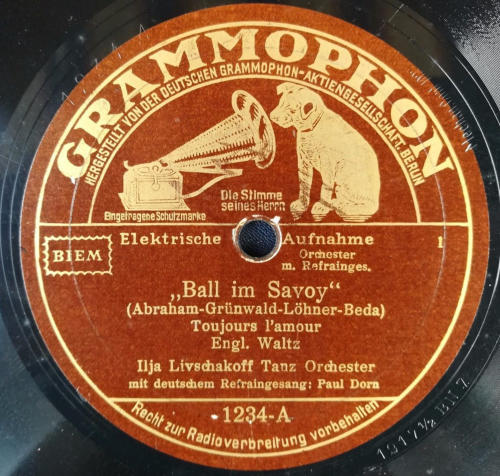 GRAMMOPHON
HERGESTELLT VON DER DEUTSCHEN GRAMMOPHON-AKTIENGESELLSCHAFT. BERLIN
Die Stimme
seines Herrn
Eingetragene Schutzmarke
Elektrische Aufnahme
1
BIEM
Orchester
m. Refrainges.
„Ball im Savoy“
(Abraham-Grünwald-Löhner-Beda)
Toujours l'amour
Engl. Waltz
Ilja Livschakoff Tanz Orchester
mit deutschem Refraingesang: Paul Dorn
1234-A
Recht zur Radioverbreitung vorbehalten